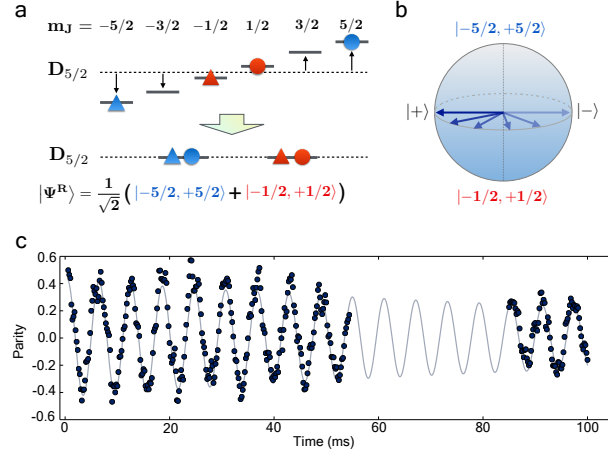 a
m_J = −5/2 −3/2 −1/2 1/2 3/2 5/2
D_5/2
D_5/2
|Ψ^R⟩ = 1/√2 ( |−5/2, +5/2⟩ + |−1/2, +1/2⟩ )
b
|−5/2, +5/2⟩
|+⟩ |−⟩
|−1/2, +1/2⟩
c
Parity
0.6
0.4
0.2
0.0
-0.2
-0.4
-0.6
0 20 40 60 80 100
Time (ms)